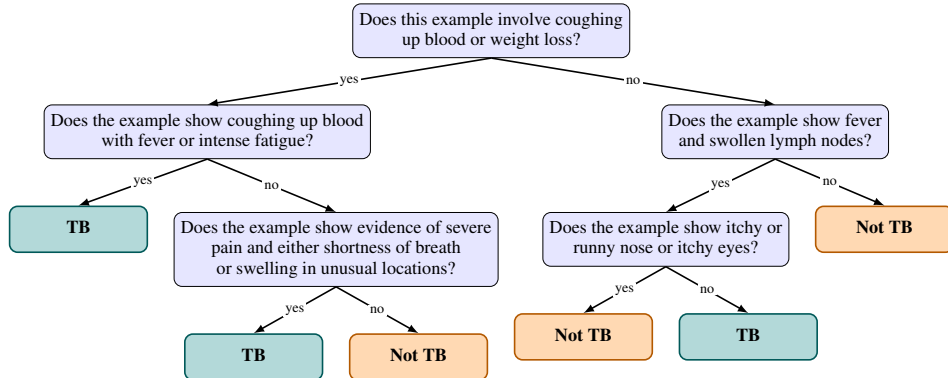 Does this example involve coughing
up blood or weight loss?
yes
no
Does the example show coughing up blood
with fever or intense fatigue?
Does the example show fever
and swollen lymph nodes?
yes
no
yes
no
TB
Does the example show evidence of severe
pain and either shortness of breath
or swelling in unusual locations?
Does the example show itchy or
runny nose or itchy eyes?
Not TB
yes
no
yes
no
TB
Not TB
Not TB
TB